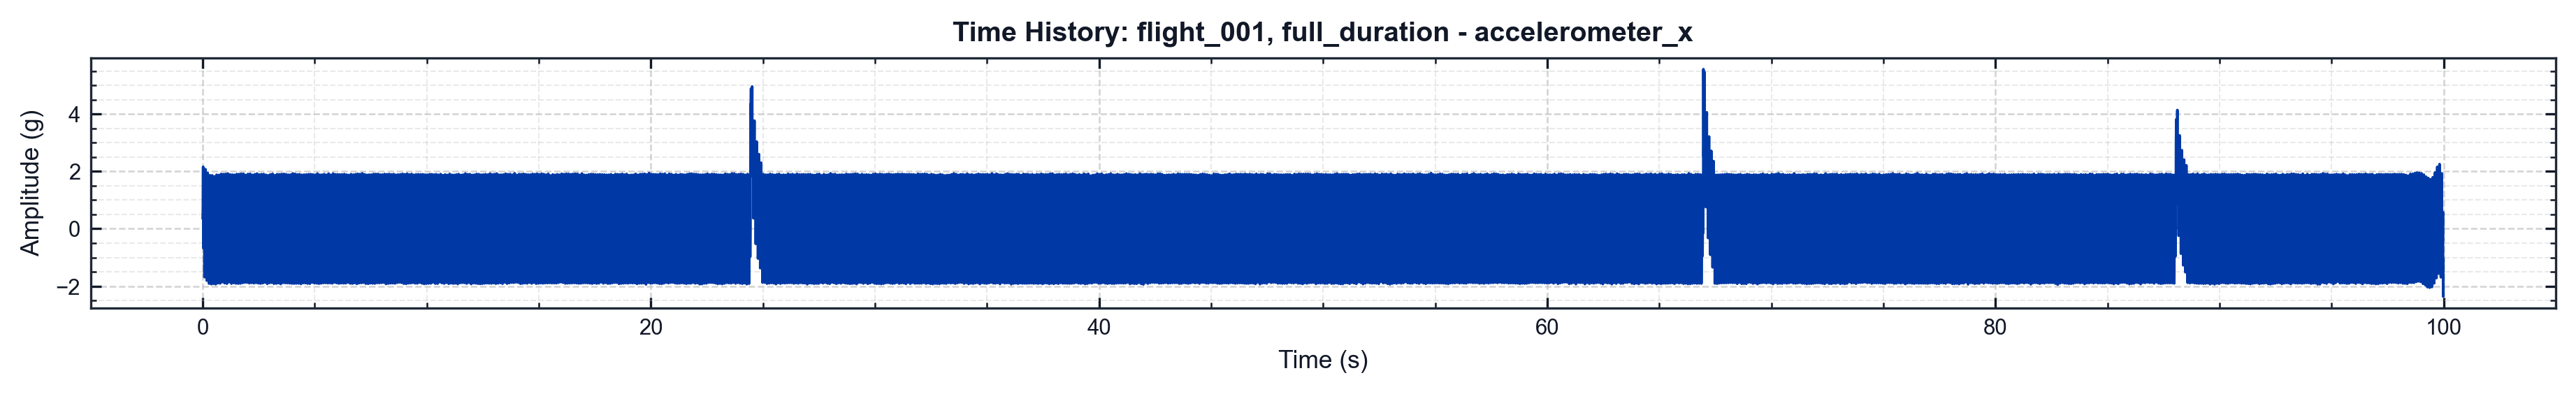 Time History: flight_001, full_duration - accelerometer_x
Amplitude (g)
4
2
0
−2
0 20 40 60 80 100
Time (s)